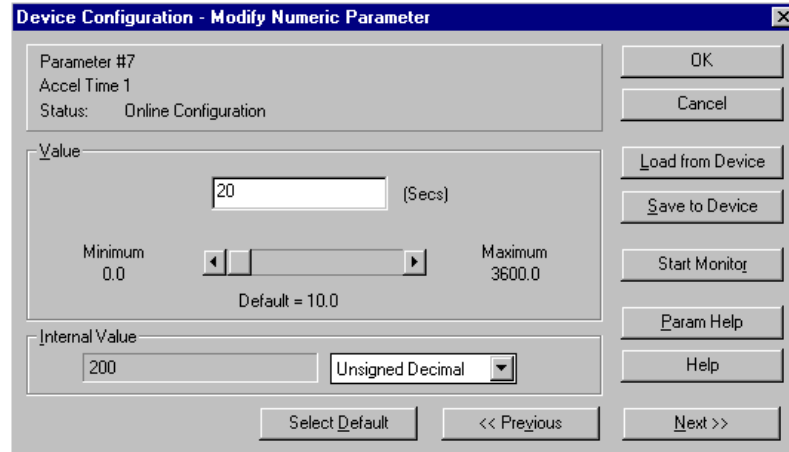 Device Configuration - Modify Numeric Parameter
Parameter #7
Accel Time 1
Status: Online Configuration
OK
Cancel
Value
20 (Secs)
Minimum
0.0
Maximum
3600.0
Default = 10.0
Load from Device
Save to Device
Start Monitor
Internal Value
200
Unsigned Decimal
Param Help
Help
Select Default
<< Previous
Next >>